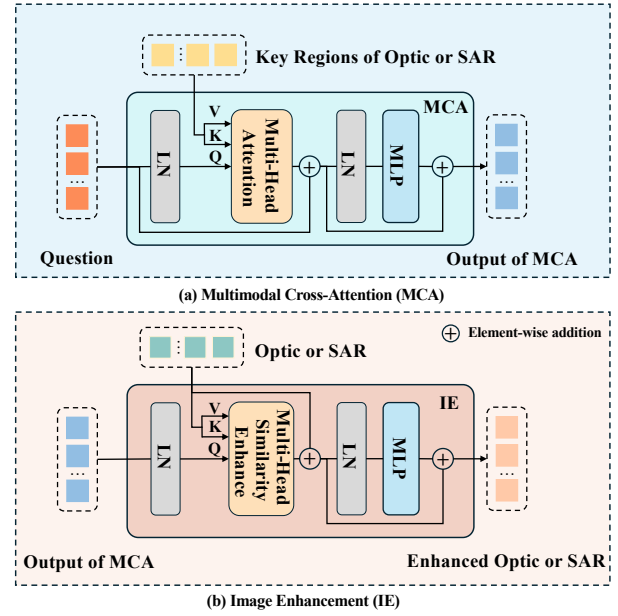 Key Regions of Optic or SAR
MCA
V
K
Q
LN
Multi-Head
Attention
LN
MLP
...
...
Question
Output of MCA
(a) Multimodal Cross-Attention (MCA)
Optic or SAR
Element-wise addition
IE
V
K
Q
LN
Multi-Head
Similarity
Enhance
LN
MLP
...
...
Output of MCA
Enhanced Optic or SAR
(b) Image Enhancement (IE)